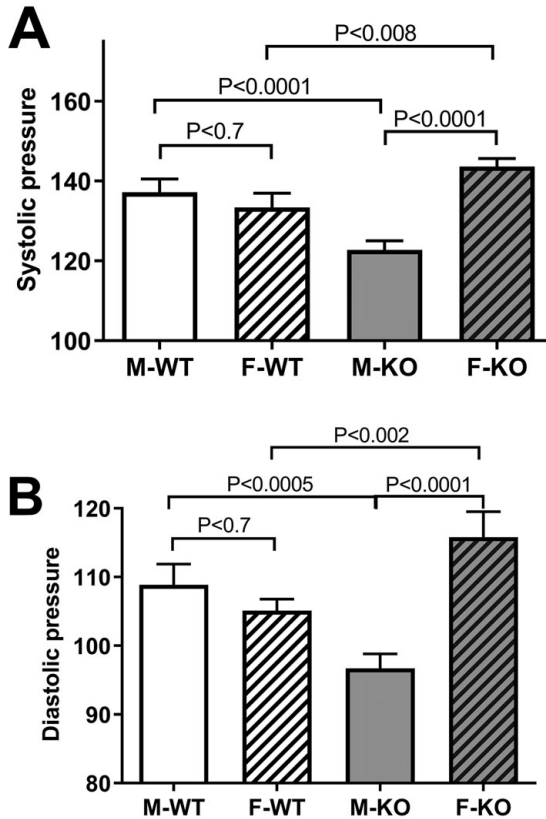 A
P<0.008
P<0.0001
P<0.0001
P<0.7
Systolic pressure
160
140
120
100
M-WT F-WT M-KO F-KO
B
P<0.002
P<0.0005 P<0.0001
P<0.7
Diastolic pressure
120
110
100
90
80
M-WT F-WT M-KO F-KO